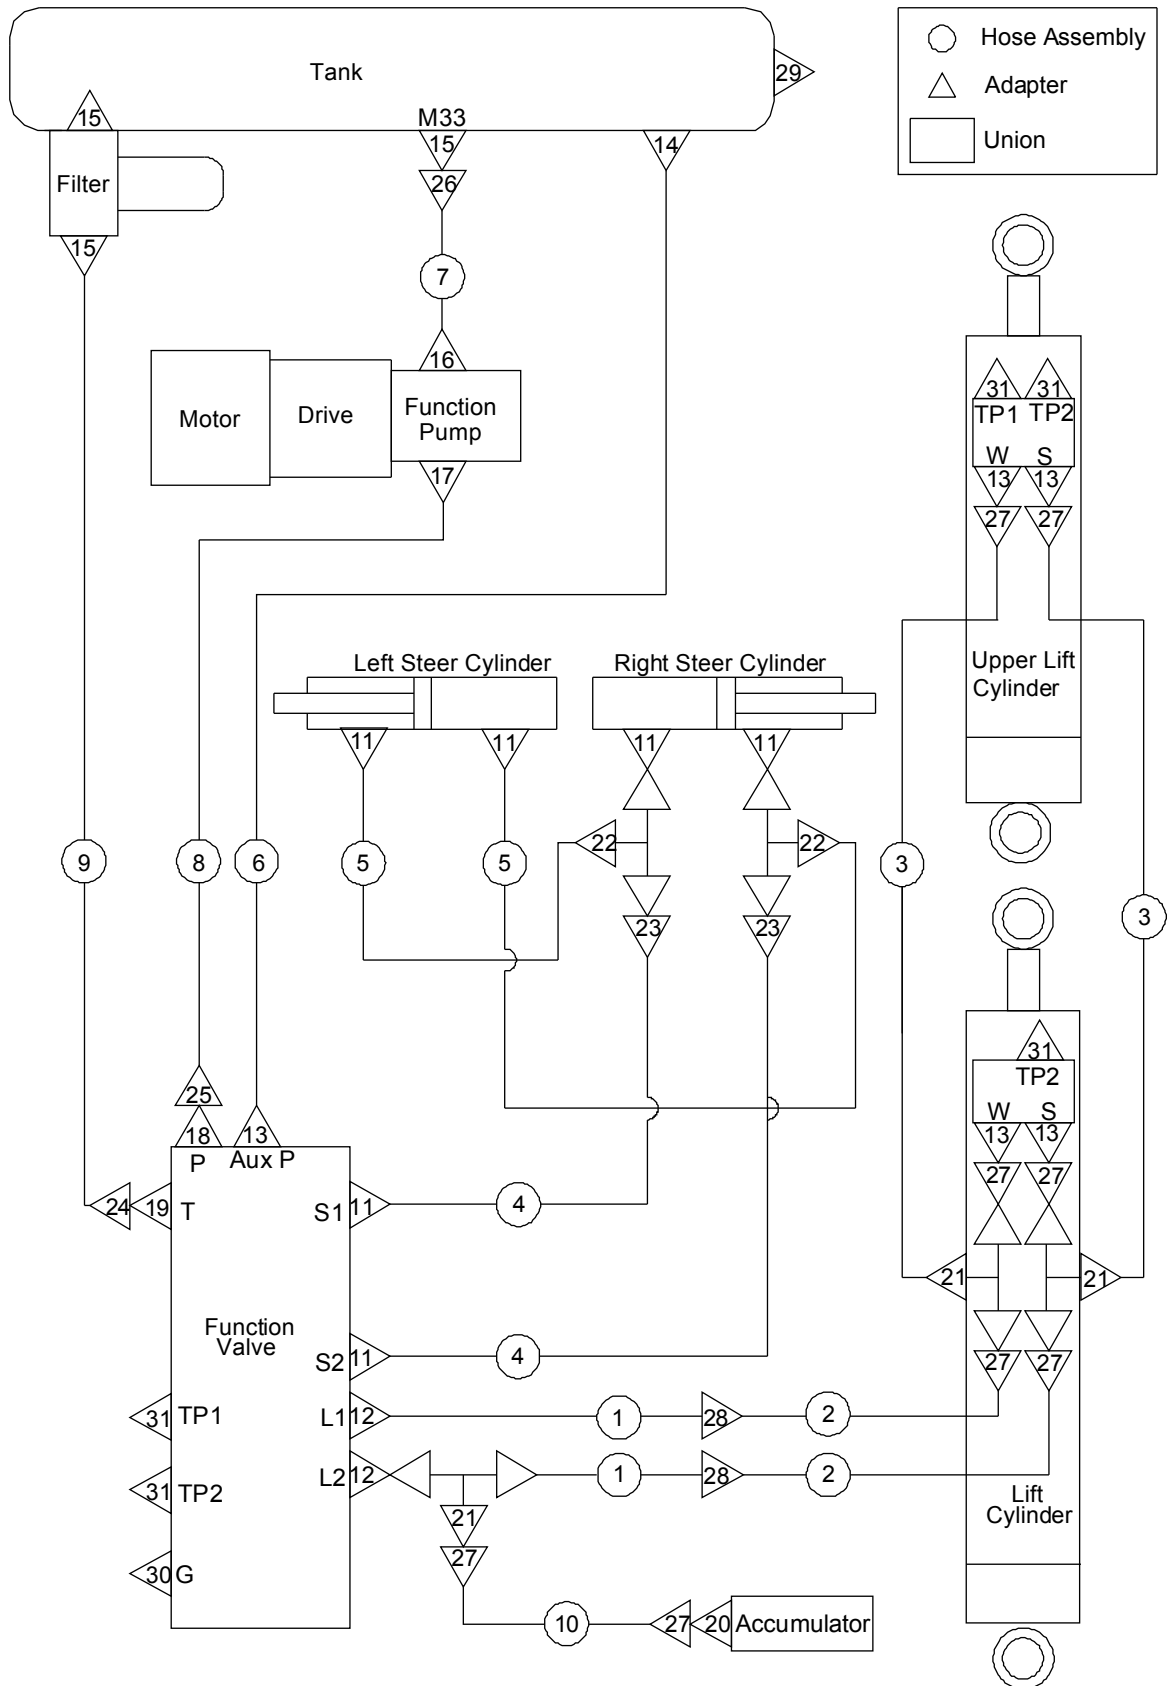 Hose Assembly
Adapter
Union
Tank
29
15
M33
15
14
26
Filter
15
7
16
Motor
Drive
Function
Pump
17
31
31
TP1
TP2
W
S
13
13
27
27
Upper Lift
Cylinder
Left Steer Cylinder
Right Steer Cylinder
11
11
11
11
22
22
9
8
6
5
5
3
3
23
23
31
TP2
W
S
13
13
27
27
21
21
27
27
25
18
13
P
Aux P
24
19
T
S1
11
4
Function
Valve
S2
11
4
31
TP1
L1
12
1
28
2
31
TP2
L2
12
1
28
2
21
27
Lift
Cylinder
30
G
10
27
20
Accumulator